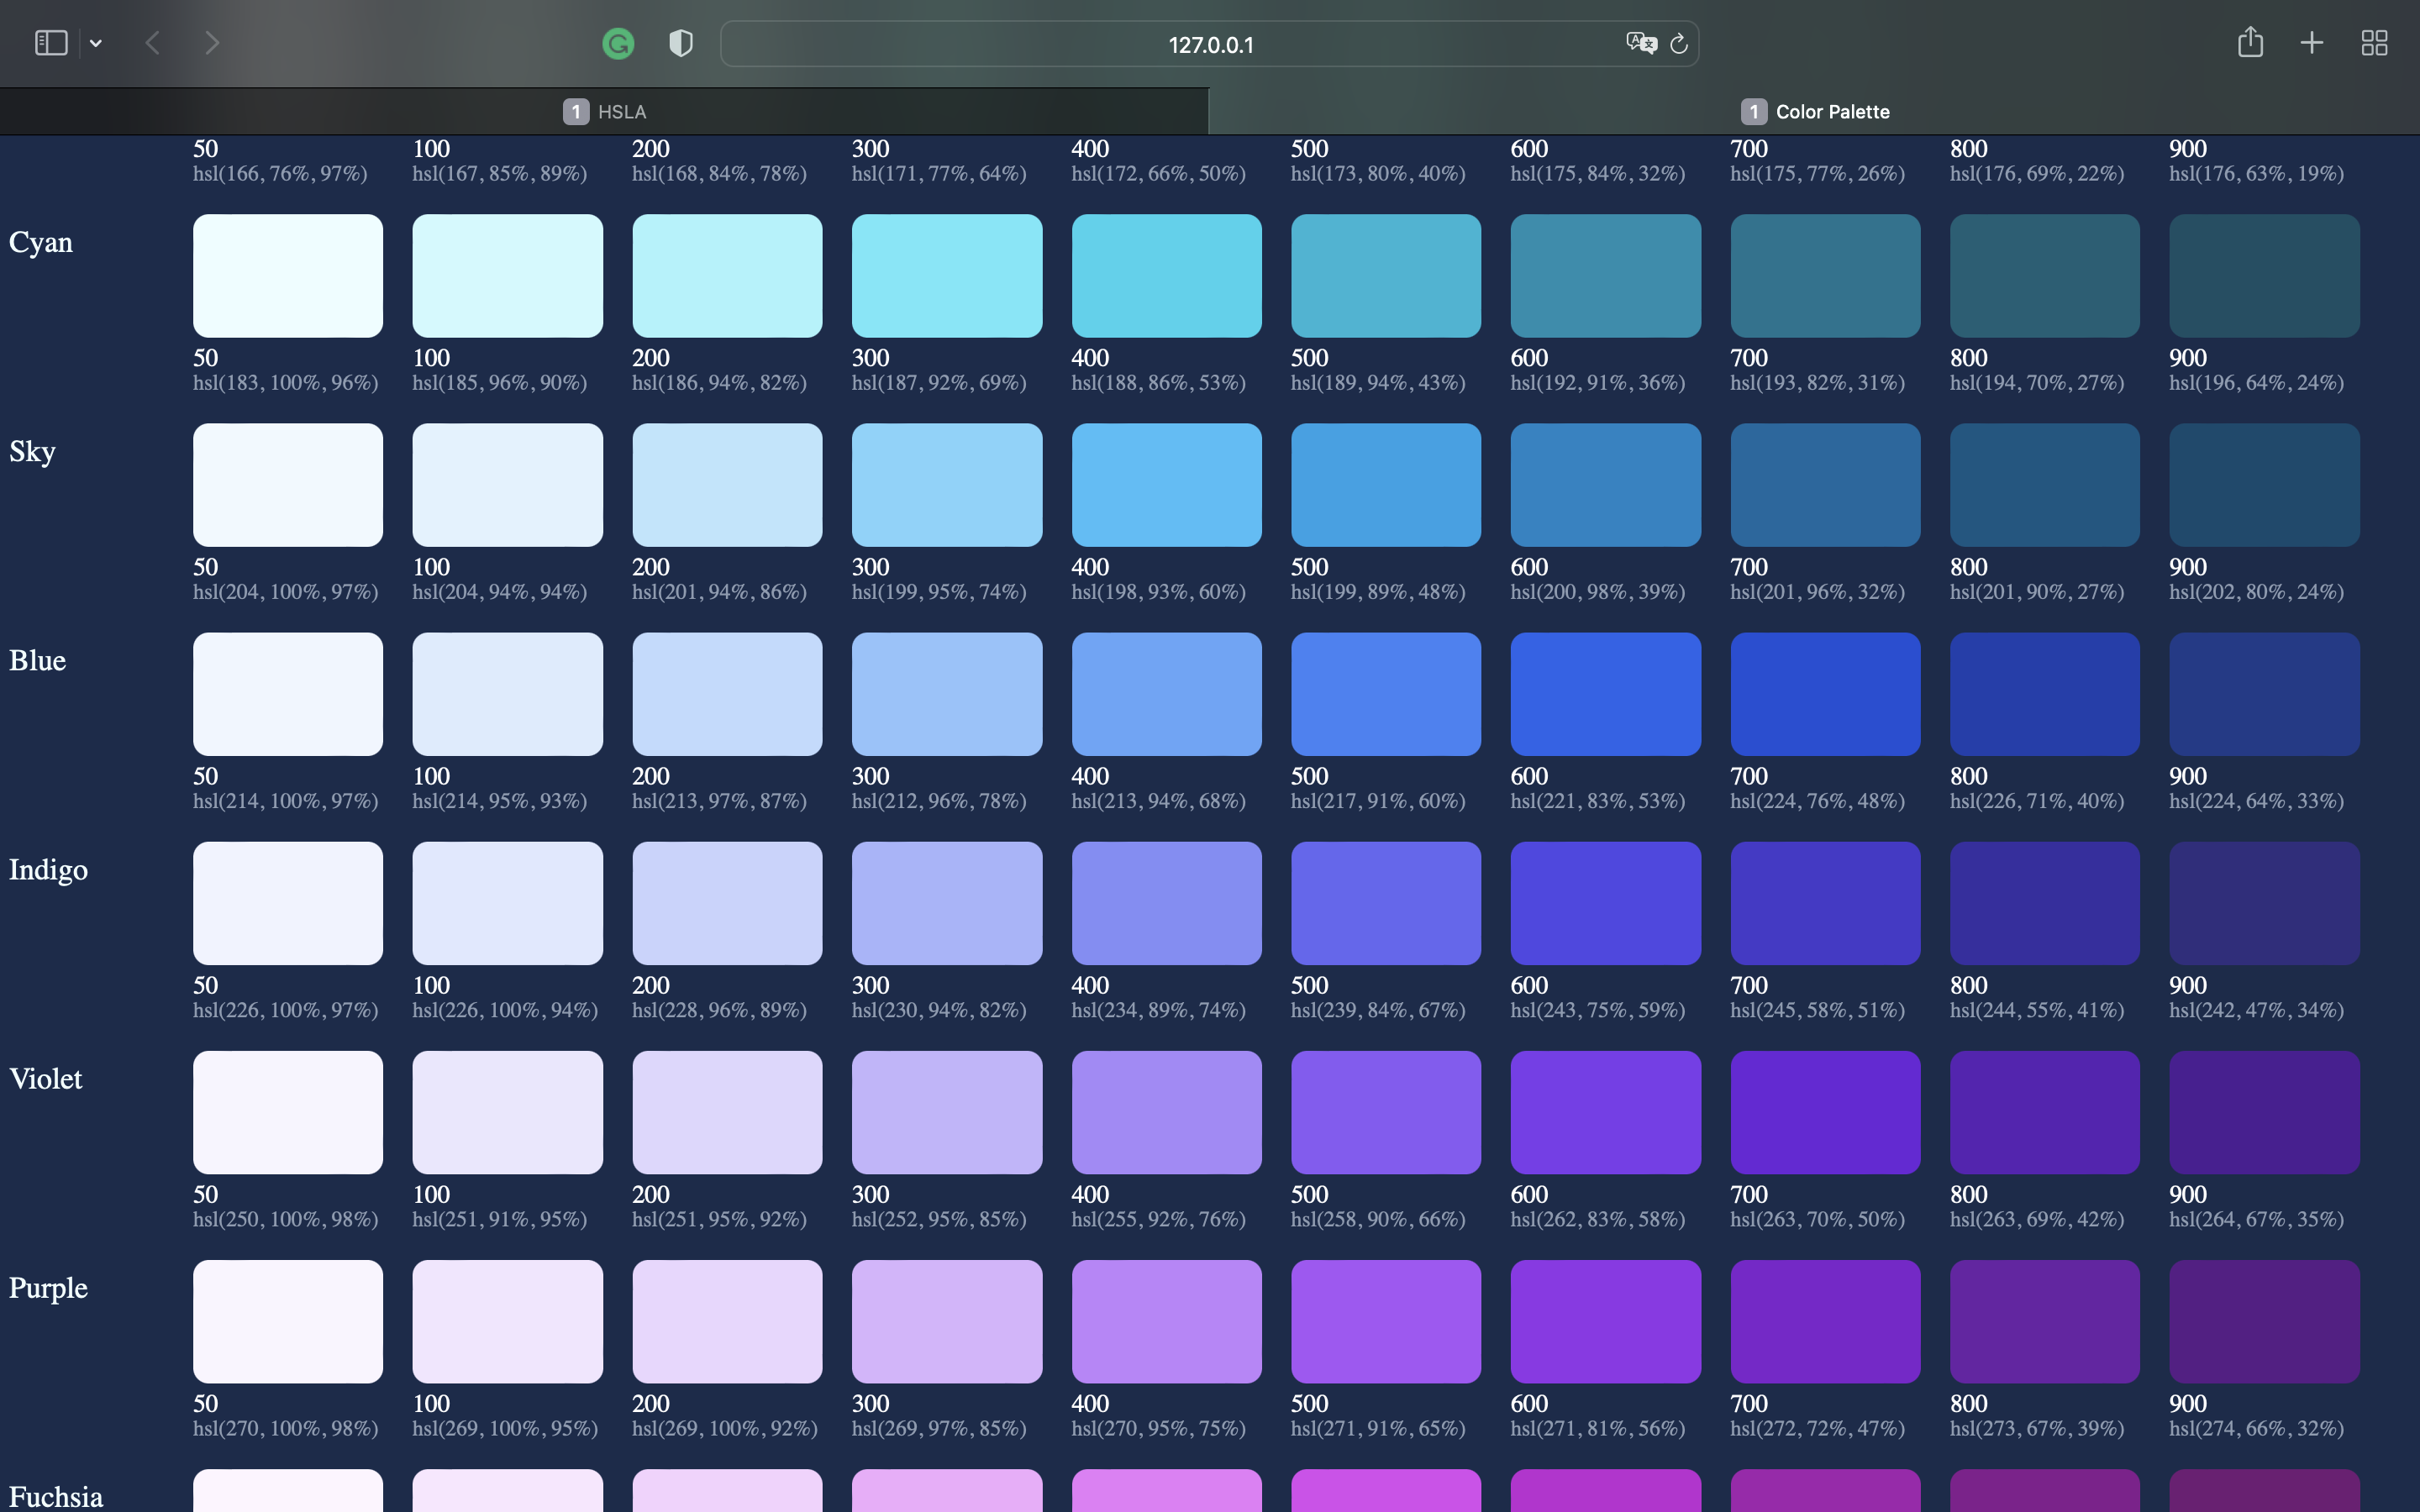 127.0.0.1
1 HSLA
1 Color Palette
50 100 200 300 400 500 600 700 800 900
hsl(166, 76%, 97%) hsl(167, 85%, 89%) hsl(168, 84%, 78%) hsl(171, 77%, 64%) hsl(172, 66%, 50%) hsl(173, 80%, 40%) hsl(175, 84%, 32%) hsl(175, 77%, 26%) hsl(176, 69%, 22%) hsl(176, 63%, 19%)
Cyan
50 100 200 300 400 500 600 700 800 900
hsl(183, 100%, 96%) hsl(185, 96%, 90%) hsl(186, 94%, 82%) hsl(187, 92%, 69%) hsl(188, 86%, 53%) hsl(189, 94%, 43%) hsl(192, 91%, 36%) hsl(193, 82%, 31%) hsl(194, 70%, 27%) hsl(196, 64%, 24%)
Sky
50 100 200 300 400 500 600 700 800 900
hsl(204, 100%, 97%) hsl(204, 94%, 94%) hsl(201, 94%, 86%) hsl(199, 95%, 74%) hsl(198, 93%, 60%) hsl(199, 89%, 48%) hsl(200, 98%, 39%) hsl(201, 96%, 32%) hsl(201, 90%, 27%) hsl(202, 80%, 24%)
Blue
50 100 200 300 400 500 600 700 800 900
hsl(214, 100%, 97%) hsl(214, 95%, 93%) hsl(213, 97%, 87%) hsl(212, 96%, 78%) hsl(213, 94%, 68%) hsl(217, 91%, 60%) hsl(221, 83%, 53%) hsl(224, 76%, 48%) hsl(226, 71%, 40%) hsl(224, 64%, 33%)
Indigo
50 100 200 300 400 500 600 700 800 900
hsl(226, 100%, 97%) hsl(226, 100%, 94%) hsl(228, 96%, 89%) hsl(230, 94%, 82%) hsl(234, 89%, 74%) hsl(239, 84%, 67%) hsl(243, 75%, 59%) hsl(245, 58%, 51%) hsl(244, 55%, 41%) hsl(242, 47%, 34%)
Violet
50 100 200 300 400 500 600 700 800 900
hsl(250, 100%, 98%) hsl(251, 91%, 95%) hsl(251, 95%, 92%) hsl(252, 95%, 85%) hsl(255, 92%, 76%) hsl(258, 90%, 66%) hsl(262, 83%, 58%) hsl(263, 70%, 50%) hsl(263, 69%, 42%) hsl(264, 67%, 35%)
Purple
50 100 200 300 400 500 600 700 800 900
hsl(270, 100%, 98%) hsl(269, 100%, 95%) hsl(269, 100%, 92%) hsl(269, 97%, 85%) hsl(270, 95%, 75%) hsl(271, 91%, 65%) hsl(271, 81%, 56%) hsl(272, 72%, 47%) hsl(273, 67%, 39%) hsl(274, 66%, 32%)
Fuchsia